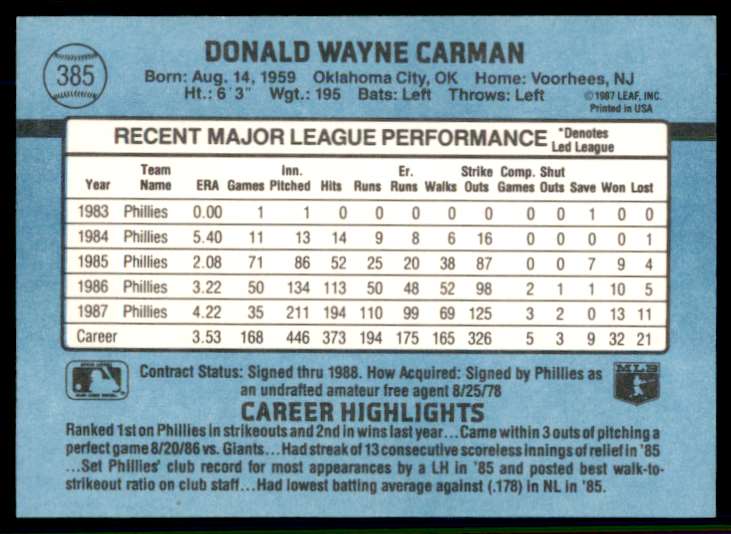 385
DONALD WAYNE CARMAN
Born: Aug. 14, 1959 Oklahoma City, OK Home: Voorhees, NJ
Ht.: 6'3" Wgt.: 195 Bats: Left Throws: Left
©1987 LEAF, INC.
Printed in USA
RECENT MAJOR LEAGUE PERFORMANCE *Denotes Led League
Year Team Name ERA Games Inn. Pitched Hits Runs Er. Runs Walks Strike Outs Comp. Games Shut Outs Save Won Lost
1983 Phillies 0.00 1 1 0 0 0 0 0 0 0 1 0 0
1984 Phillies 5.40 11 13 14 9 8 6 16 0 0 0 0 1
1985 Phillies 2.08 71 86 52 25 20 38 87 0 0 7 9 4
1986 Phillies 3.22 50 134 113 50 48 52 98 2 1 1 10 5
1987 Phillies 4.22 35 211 194 110 99 69 125 3 2 0 13 11
Career 3.53 168 446 373 194 175 165 326 5 3 9 32 21
Contract Status: Signed thru 1988. How Acquired: Signed by Phillies as
an undrafted amateur free agent 8/25/78
MLB
CAREER HIGHLIGHTS
Ranked 1st on Phillies in strikeouts and 2nd in wins last year...Came within 3 outs of pitching a
perfect game 8/20/86 vs. Giants...Had streak of 13 consecutive scoreless innings of relief in '85
...Set Phillies' club record for most appearances by a LH in '85 and posted best walk-to-
strikeout ratio on club staff...Had lowest batting average against (.178) in NL in '85.